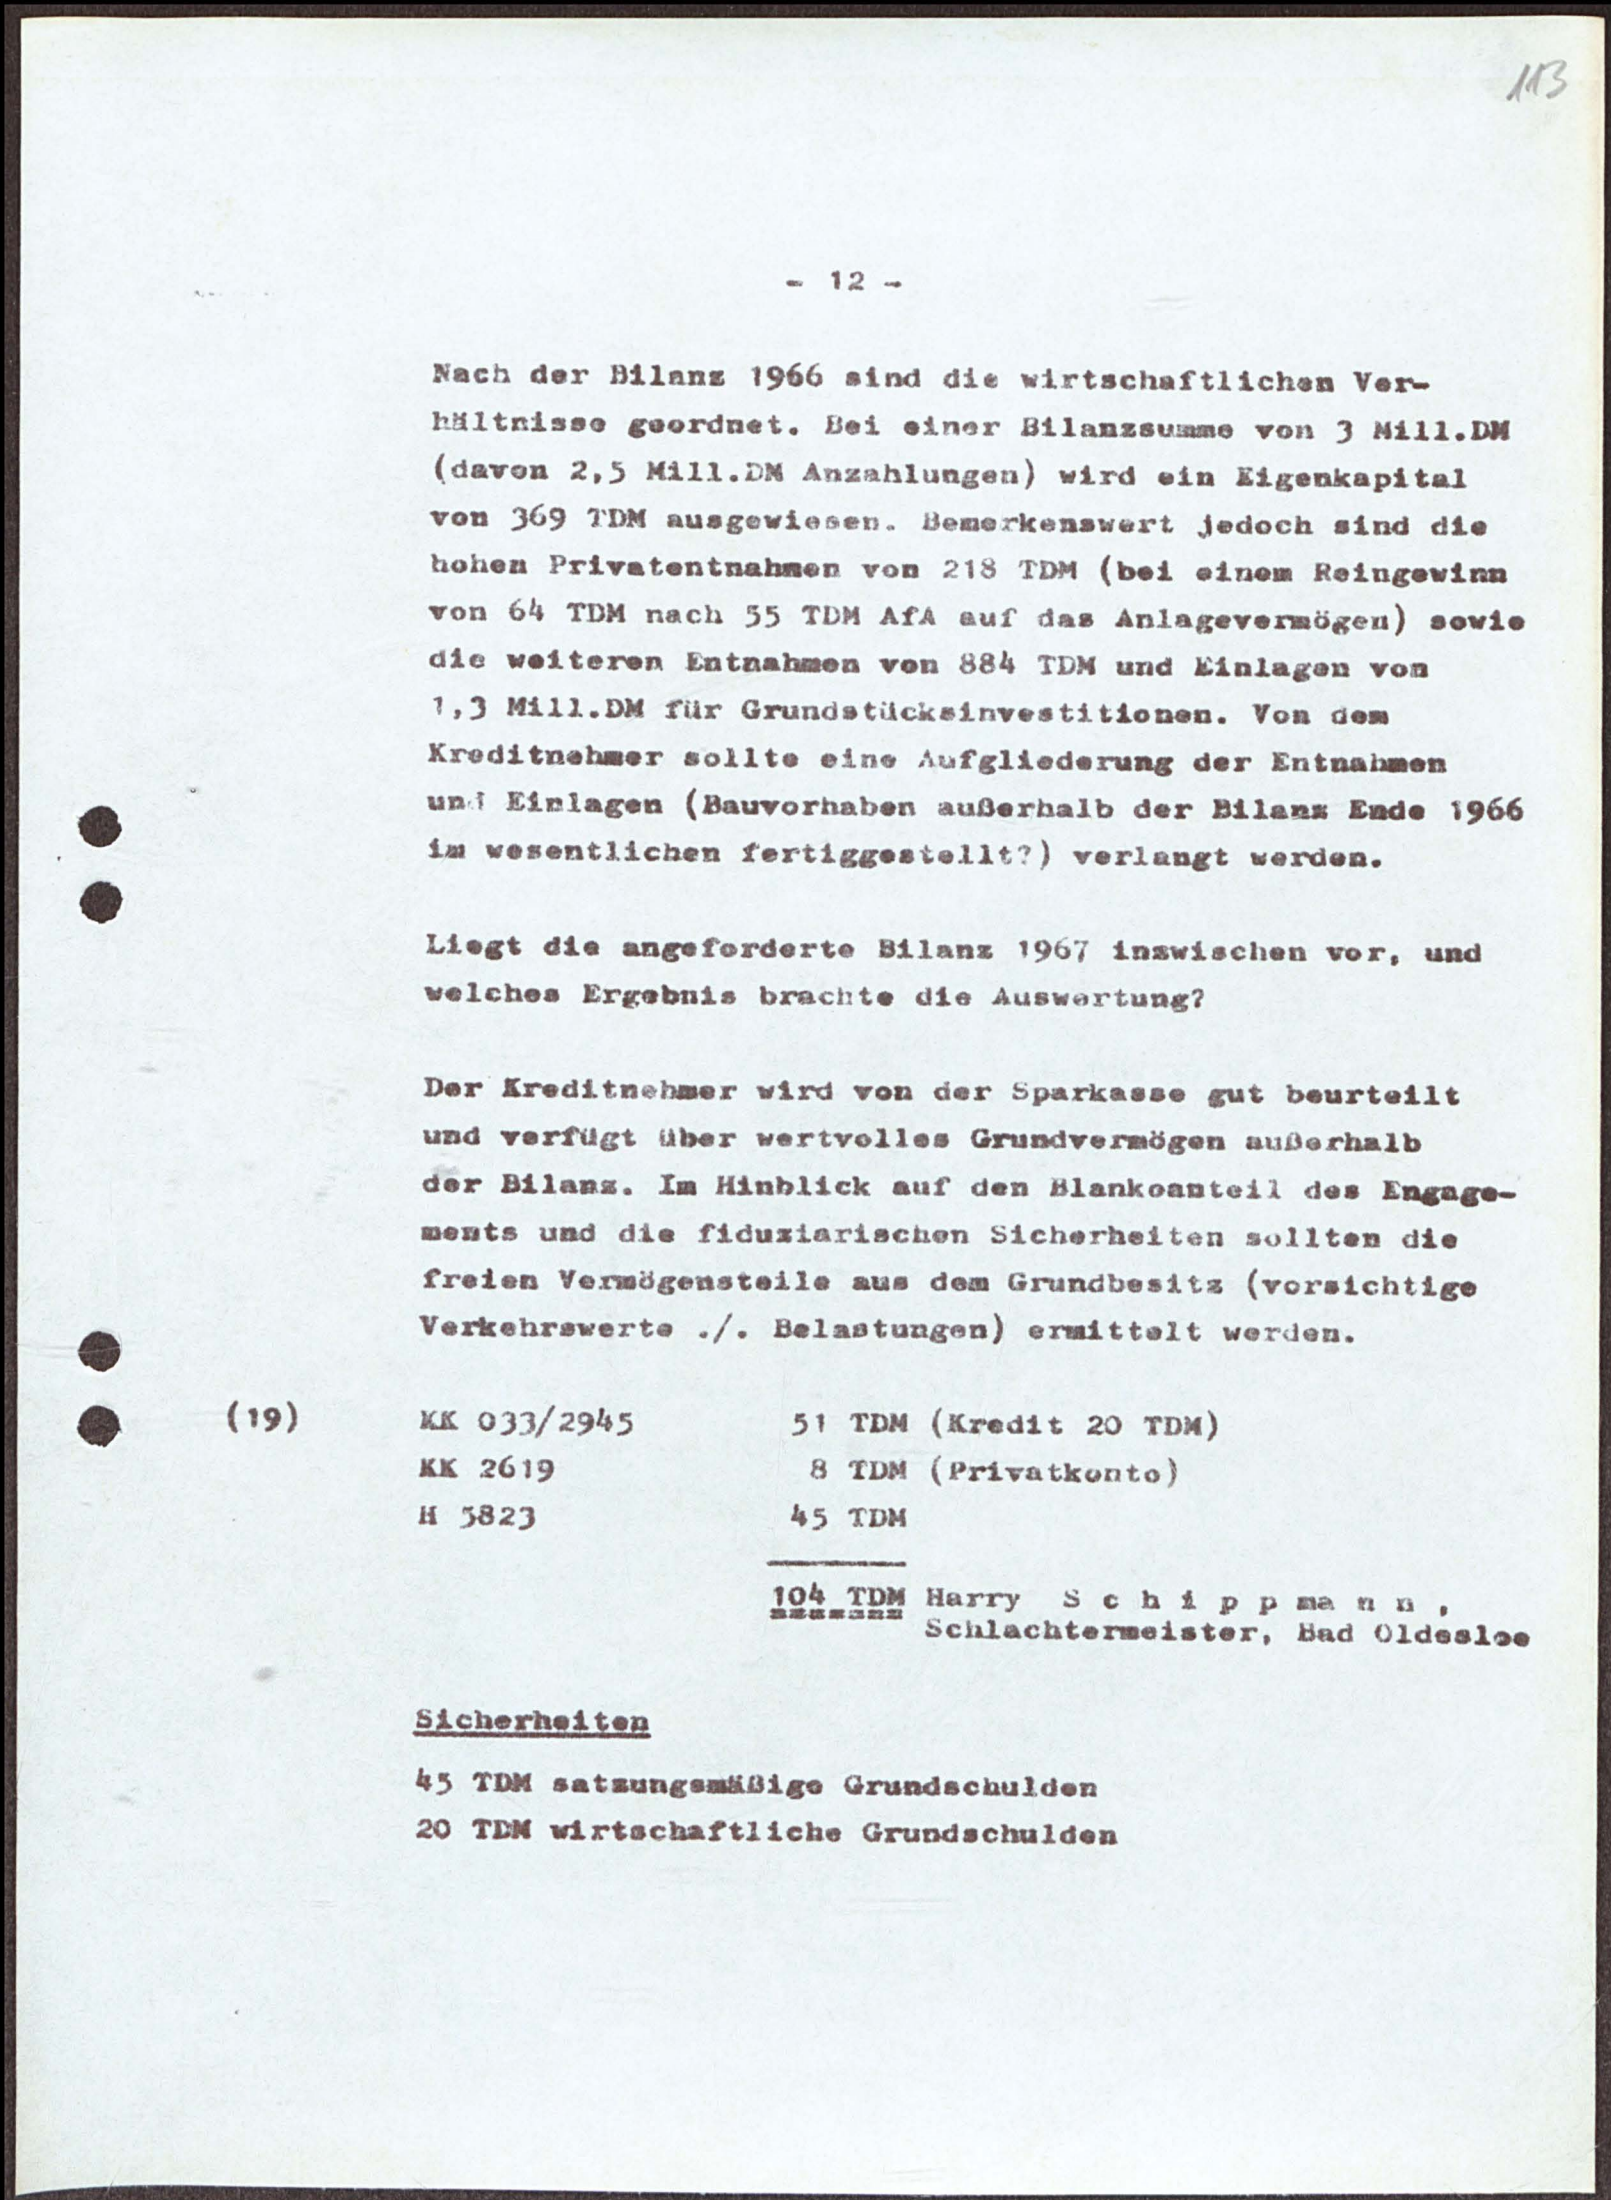 113
- 12 -
Nach der Bilanz 1966 sind die wirtschaftlichen Ver-
hältnisse geordnet. Bei einer Bilanzsumme von 3 Mill.DM
(davon 2,5 Mill.DM Anzahlungen) wird ein Eigenkapital
von 369 TDM ausgewiesen. Bemerkenswert jedoch sind die
hohen Privatentnahmen von 218 TDM (bei einem Reingewinn
von 64 TDM nach 55 TDM AfA auf das Anlagevermögen) sowie
die weiteren Entnahmen von 884 TDM und Einlagen von
1,3 Mill.DM für Grundstücksinvestitionen. Von dem
Kreditnehmer sollte eine Aufgliederung der Entnahmen
und Einlagen (Bauvorhaben außerhalb der Bilanz Ende 1966
im wesentlichen fertiggestellt?) verlangt werden.
Liegt die angeforderte Bilanz 1967 inzwischen vor, und
welches Ergebnis brachte die Auswertung?
Der Kreditnehmer wird von der Sparkasse gut beurteilt
und verfügt über wertvolles Grundvermögen außerhalb
der Bilanz. Im Hinblick auf den Blankoanteil des Engage-
ments und die fiduziarischen Sicherheiten sollten die
freien Vermögensteile aus dem Grundbesitz (vorsichtige
Verkehrswerte ./. Belastungen) ermittelt werden.
(19) KK 033/2945 51 TDM (Kredit 20 TDM)
KK 2619 8 TDM (Privatkonto)
H 5823 45 TDM
104 TDM Harry S c h i p p m a n n ,
Schlachtermeister, Bad Oldesloe
Sicherheiten
45 TDM satzungsmäßige Grundschulden
20 TDM wirtschaftliche Grundschulden